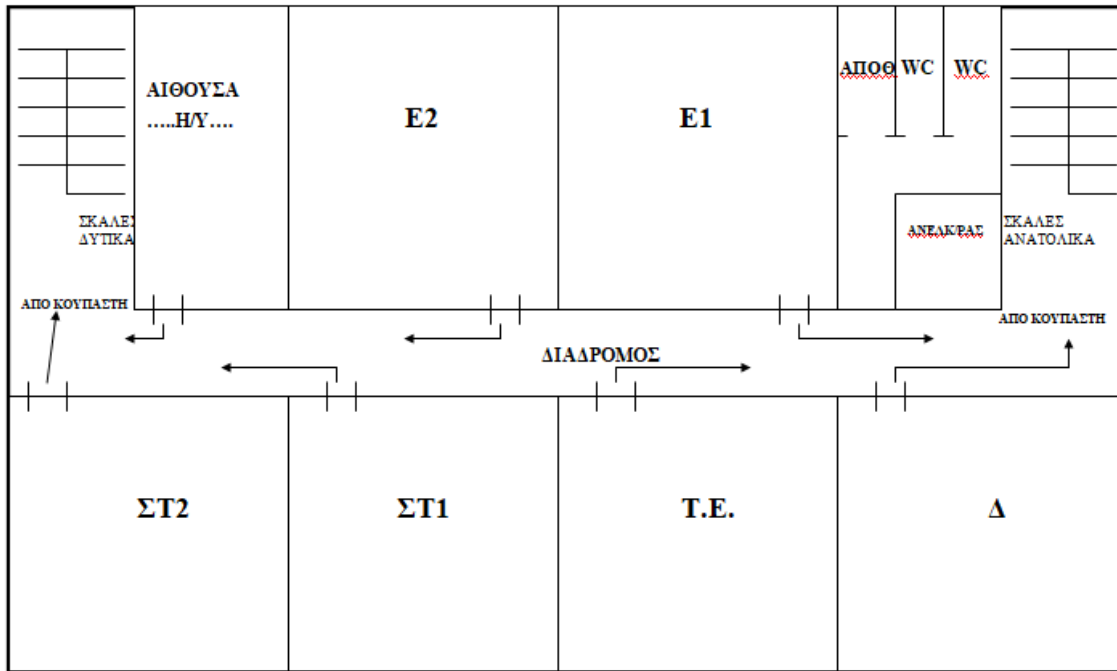 ΑΠΟΘ WC WC
ΑΙΘΟΥΣΑ
.....Η/Υ....
Ε2
Ε1
ΣΚΑΛΕΣ
ΔΥΤΙΚΑ
ΑΝΕΛΚ/ΡΑΣ
ΣΚΑΛΕΣ
ΑΝΑΤΟΛΙΚΑ
ΑΠΟ ΚΟΥΠΑΣΤΗ
ΑΠΟ ΚΟΥΠΑΣΤΗ
ΔΙΑΔΡΟΜΟΣ
ΣΤ2
ΣΤ1
Τ.Ε.
Δ